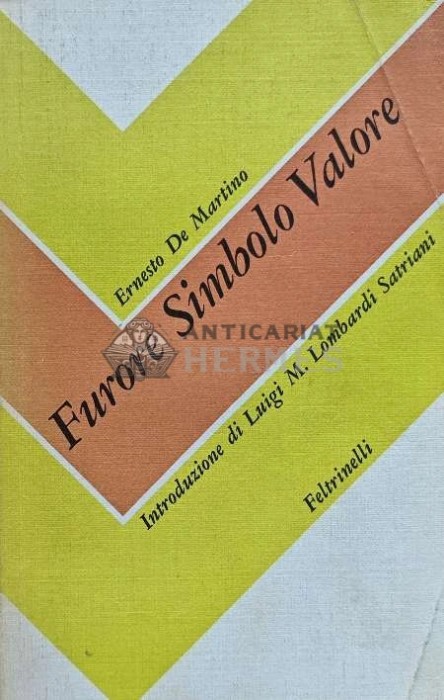 Ernesto De Martino
Furore Simbolo Valore
Introduzione di Luigi M. Lombardi Satriani
Feltrinelli
ANTICARIAT
HERMES